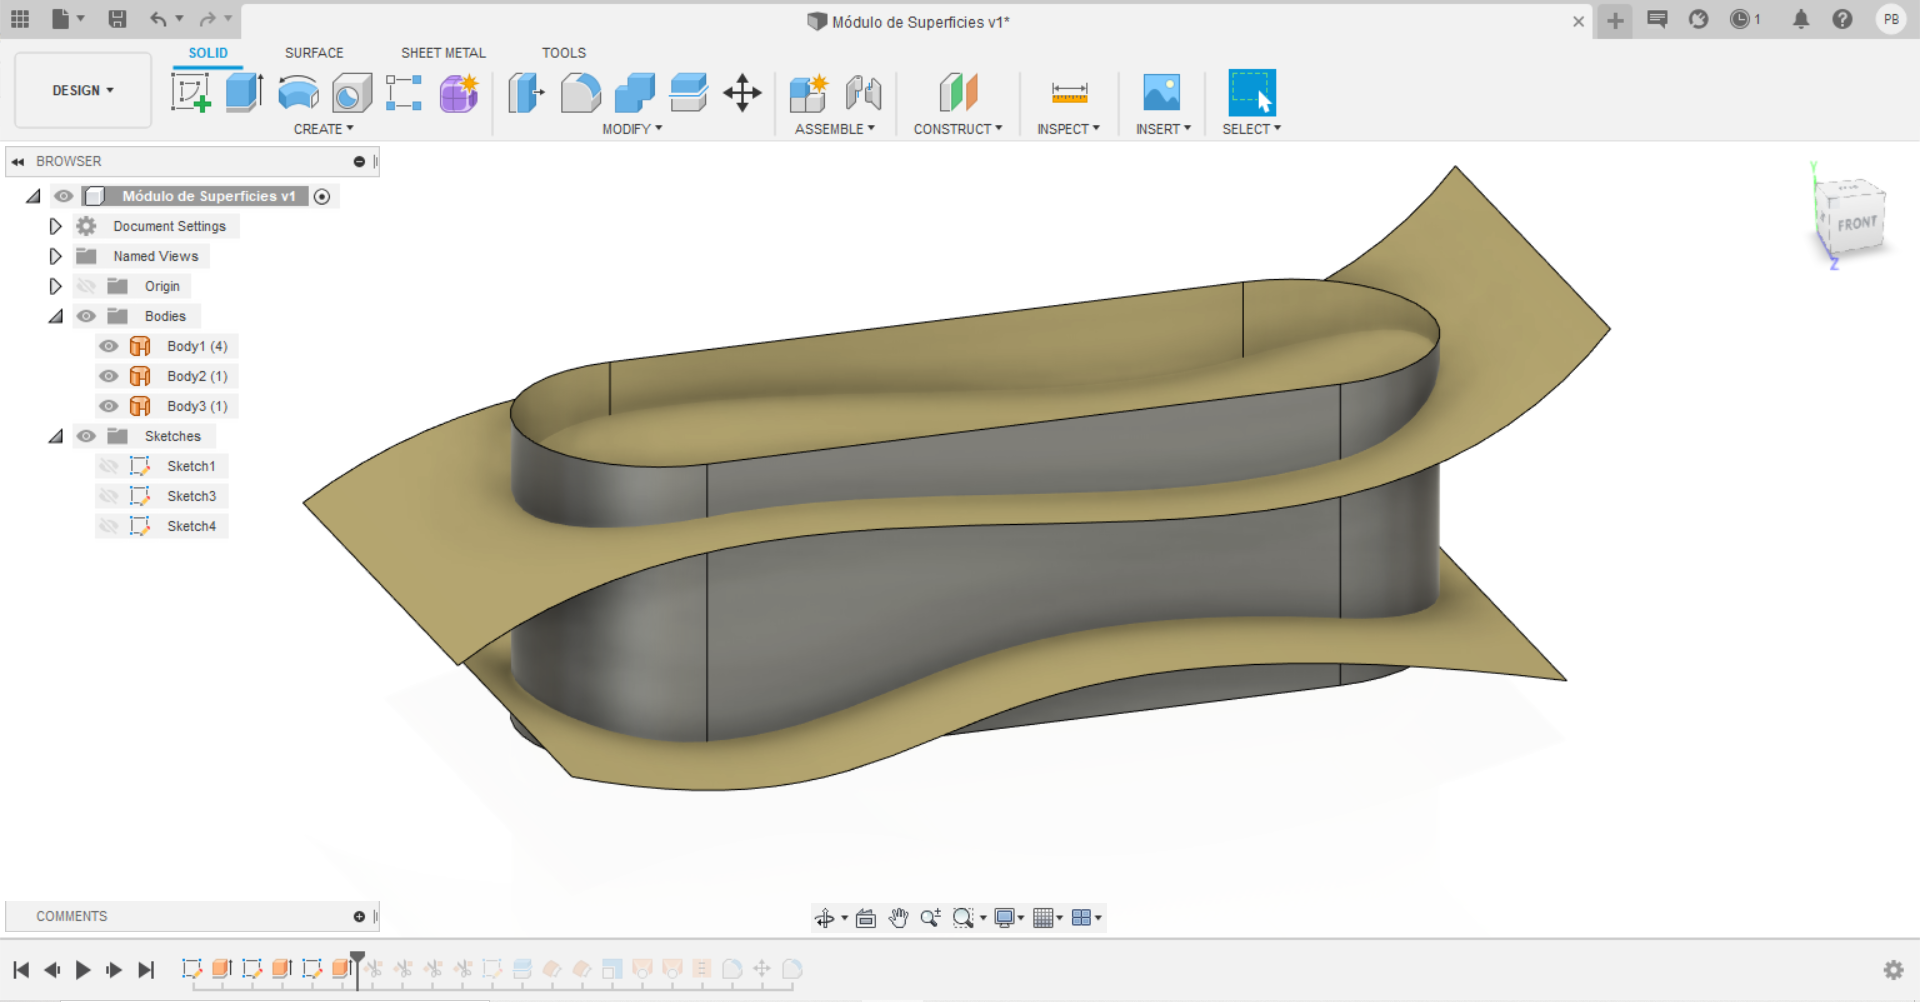 Módulo de Superficies v1*
1
PB
DESIGN
SOLID
SURFACE
SHEET METAL
TOOLS
CREATE
MODIFY
ASSEMBLE
CONSTRUCT
INSPECT
INSERT
SELECT
BROWSER
Módulo de Superficies v1
Document Settings
Named Views
Origin
Bodies
Body1 (4)
Body2 (1)
Body3 (1)
Sketches
Sketch1
Sketch3
Sketch4
Y
FRONT
Z
COMMENTS